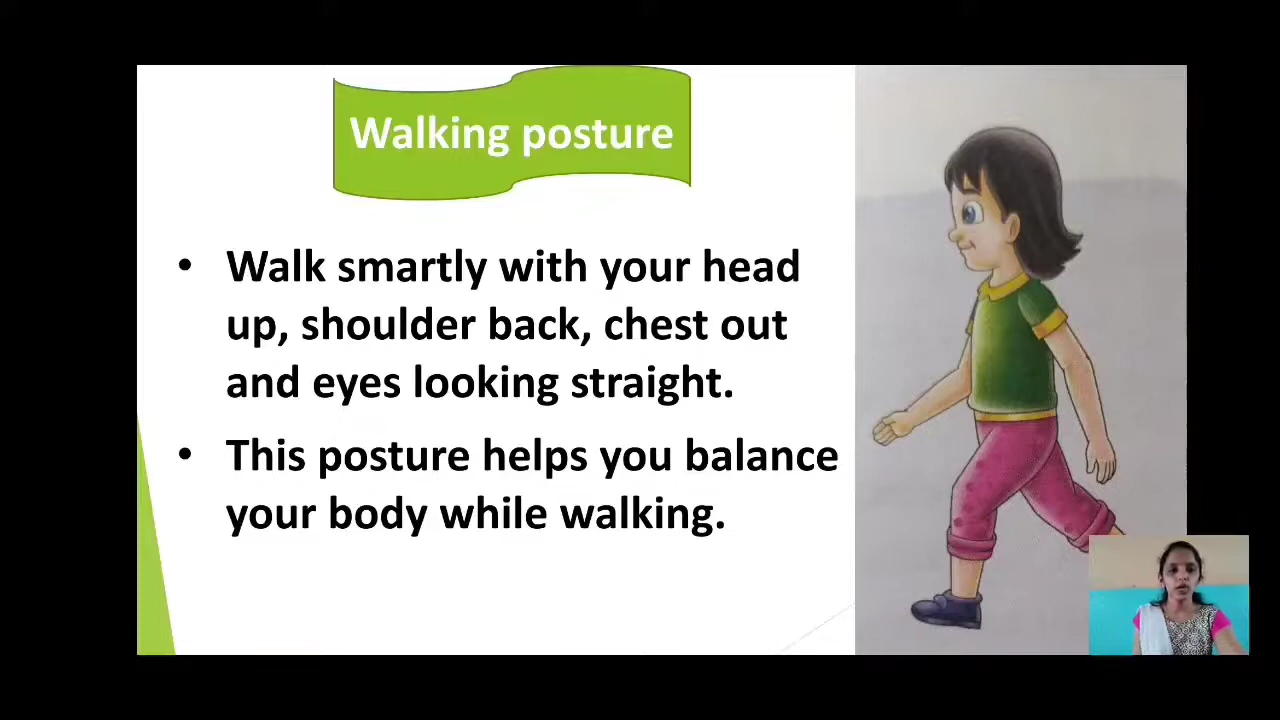 Walking posture
• Walk smartly with your head
up, shoulder back, chest out
and eyes looking straight.
• This posture helps you balance
your body while walking.